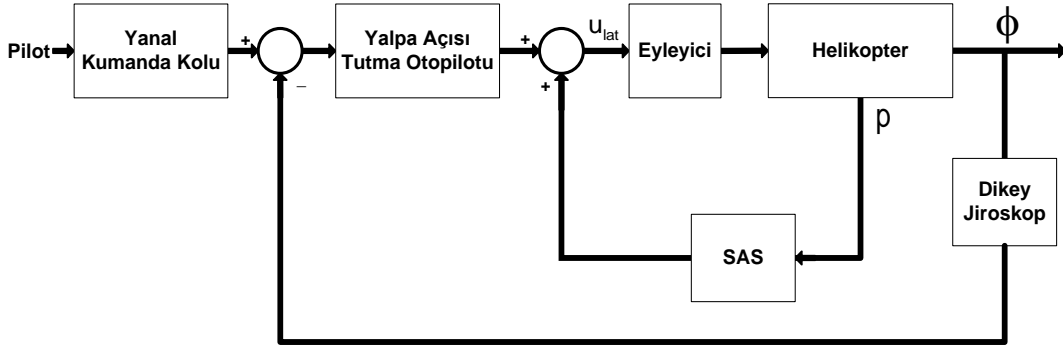 Pilot
Yanal
Kumanda Kolu
+
−
Yalpa Açısı
Tutma Otopilotu
+
+
u_lat
Eyleyici
Helikopter
ϕ
p
Dikey
Jiroskop
SAS